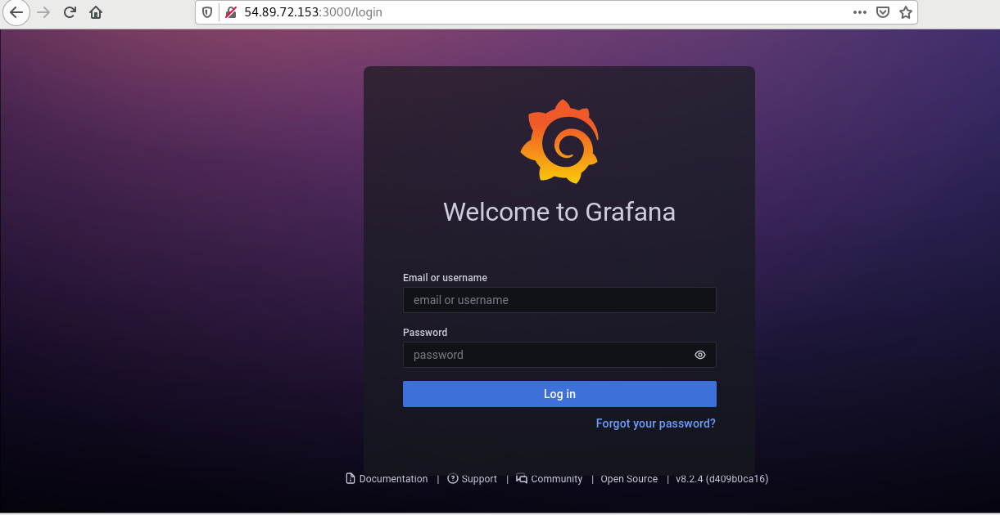 54.89.72.153:3000/login
Welcome to Grafana
Email or username
email or username
Password
password
Log in
Forgot your password?
Documentation | Support | Community | Open Source | v8.2.4 (d409b0ca16)